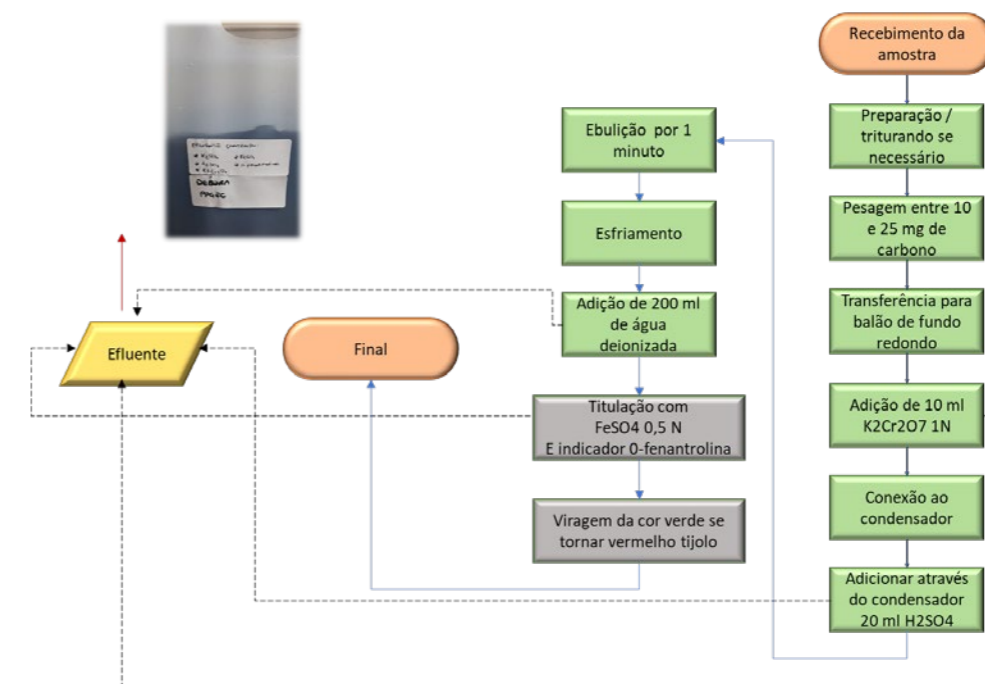 Recebimento da
amostra
Preparação /
triturando se
necessário
Pesagem entre 10
e 25 mg de
carbono
Transferência para
balão de fundo
redondo
Adição de 10 ml
K2Cr2O7 1N
Conexão ao
condensador
Adicionar através
do condensador
20 ml H2SO4
Ebulição por 1
minuto
Esfriamento
Adição de 200 ml
de água
deionizada
Titulação com
FeSO4 0,5 N
E indicador 0-fenantrolina
Viragem da cor verde se
tornar vermelho tijolo
Final
Efluente
DEBORA